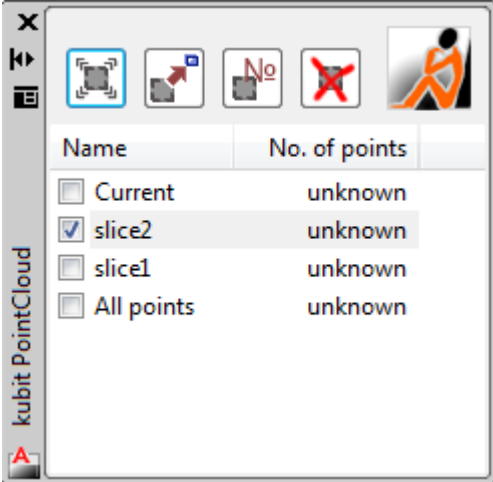 Nº
Name No. of points
Current unknown
slice2 unknown
slice1 unknown
All points unknown
kubit PointCloud
A